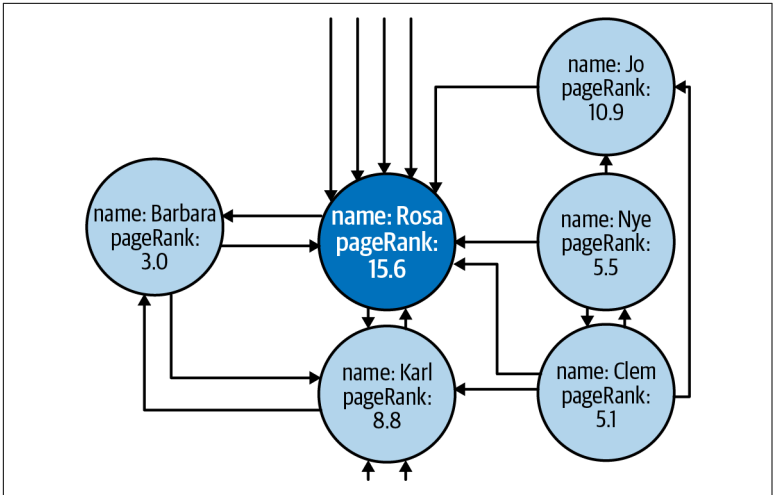 name: Jo
pageRank:
10.9
name: Barbara
pageRank:
3.0
name: Rosa
pageRank:
15.6
name: Nye
pageRank:
5.5
name: Karl
pageRank:
8.8
name: Clem
pageRank:
5.1